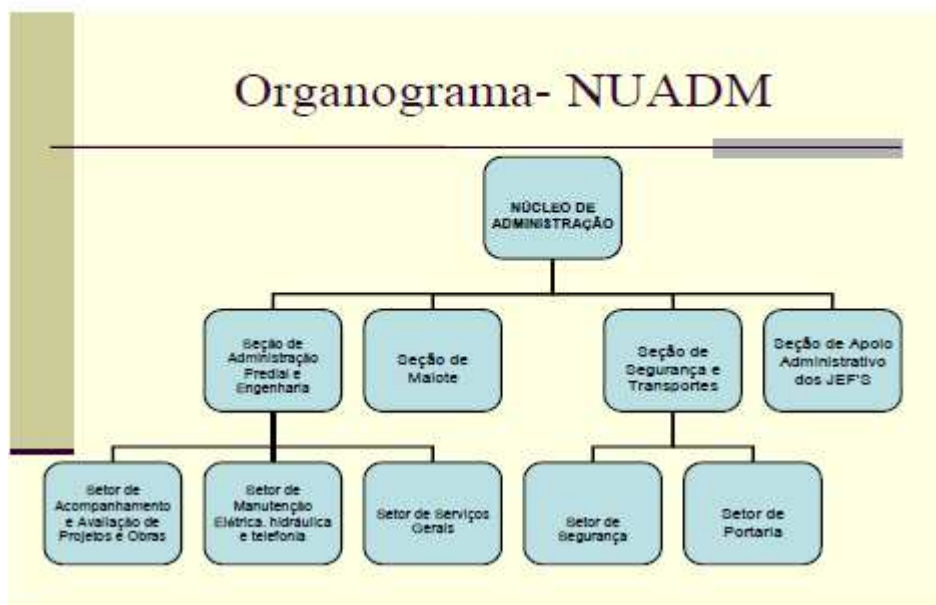 Organograma- NUADM
NÚCLEO DE
ADMINISTRAÇÃO
Seção de
Administração
Predial e
Engenharia
Seção de
Malote
Seção de
Segurança e
Transportes
Seção de Apoio
Administrativo
dos JEF'S
Setor de
Acompanhamento
e Avaliação de
Projetos e Obras
Setor de
Manutenção
Elétrica, hidráulica
e telefonia
Setor de Serviços
Gerais
Setor de
Segurança
Setor de
Portaria